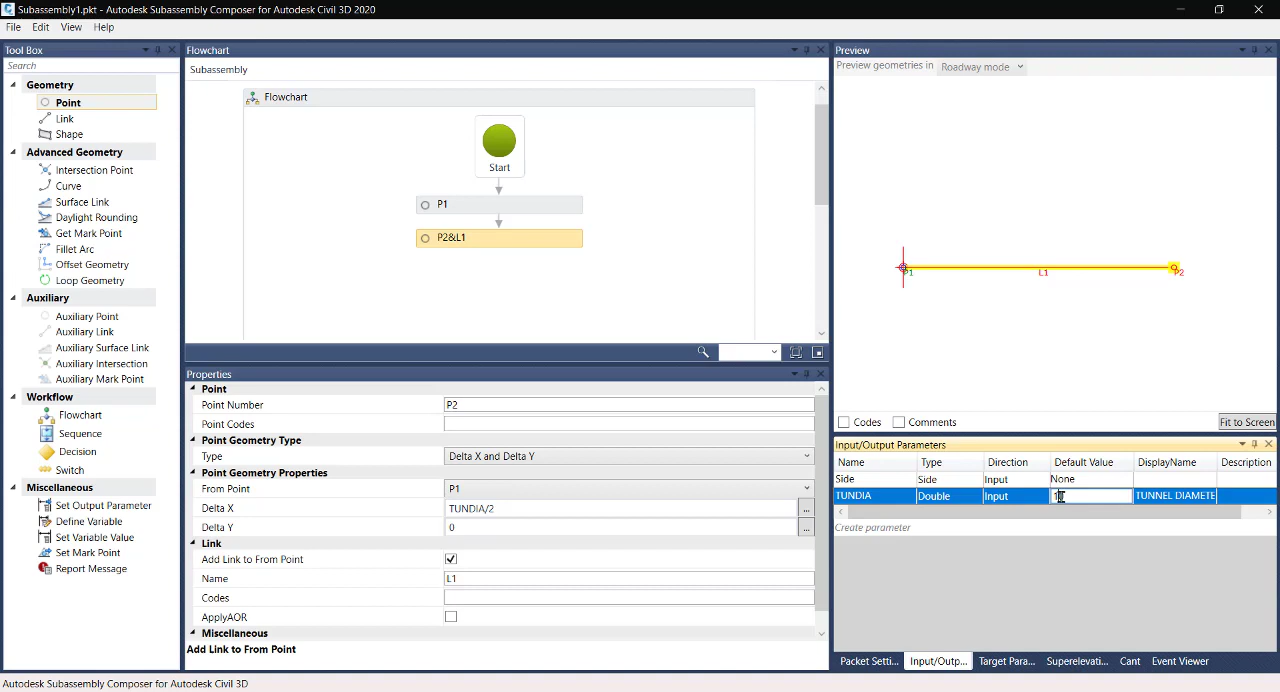 Subassembly1.pkt - Autodesk Subassembly Composer for Autodesk Civil 3D 2020
File Edit View Help
Tool Box
Search
Geometry
Point
Link
Shape
Advanced Geometry
Intersection Point
Curve
Surface Link
Daylight Rounding
Get Mark Point
Fillet Arc
Offset Geometry
Loop Geometry
Auxiliary
Auxiliary Point
Auxiliary Link
Auxiliary Surface Link
Auxiliary Intersection
Auxiliary Mark Point
Workflow
Flowchart
Sequence
Decision
Switch
Miscellaneous
Set Output Parameter
Define Variable
Set Variable Value
Set Mark Point
Report Message
Flowchart
Subassembly
Flowchart
Start
P1
P2&L1
Properties
Point
Point Number P2
Point Codes
Point Geometry Type
Type Delta X and Delta Y
Point Geometry Properties
From Point P1
Delta X TUNDIA/2 ...
Delta Y 0 ...
Link
Add Link to From Point
Name L1
Codes
ApplyAOR
Miscellaneous
Add Link to From Point
Preview
Preview geometries in Roadway mode
P1 L1 P2
Codes Comments Fit to Screen
Input/Output Parameters
Name Type Direction Default Value DisplayName Description
Side Side Input None
TUNDIA Double Input TUNNEL DIAMETE
Create parameter
Packet Setti... Input/Outp... Target Para... Superelevati... Cant Event Viewer
Autodesk Subassembly Composer for Autodesk Civil 3D